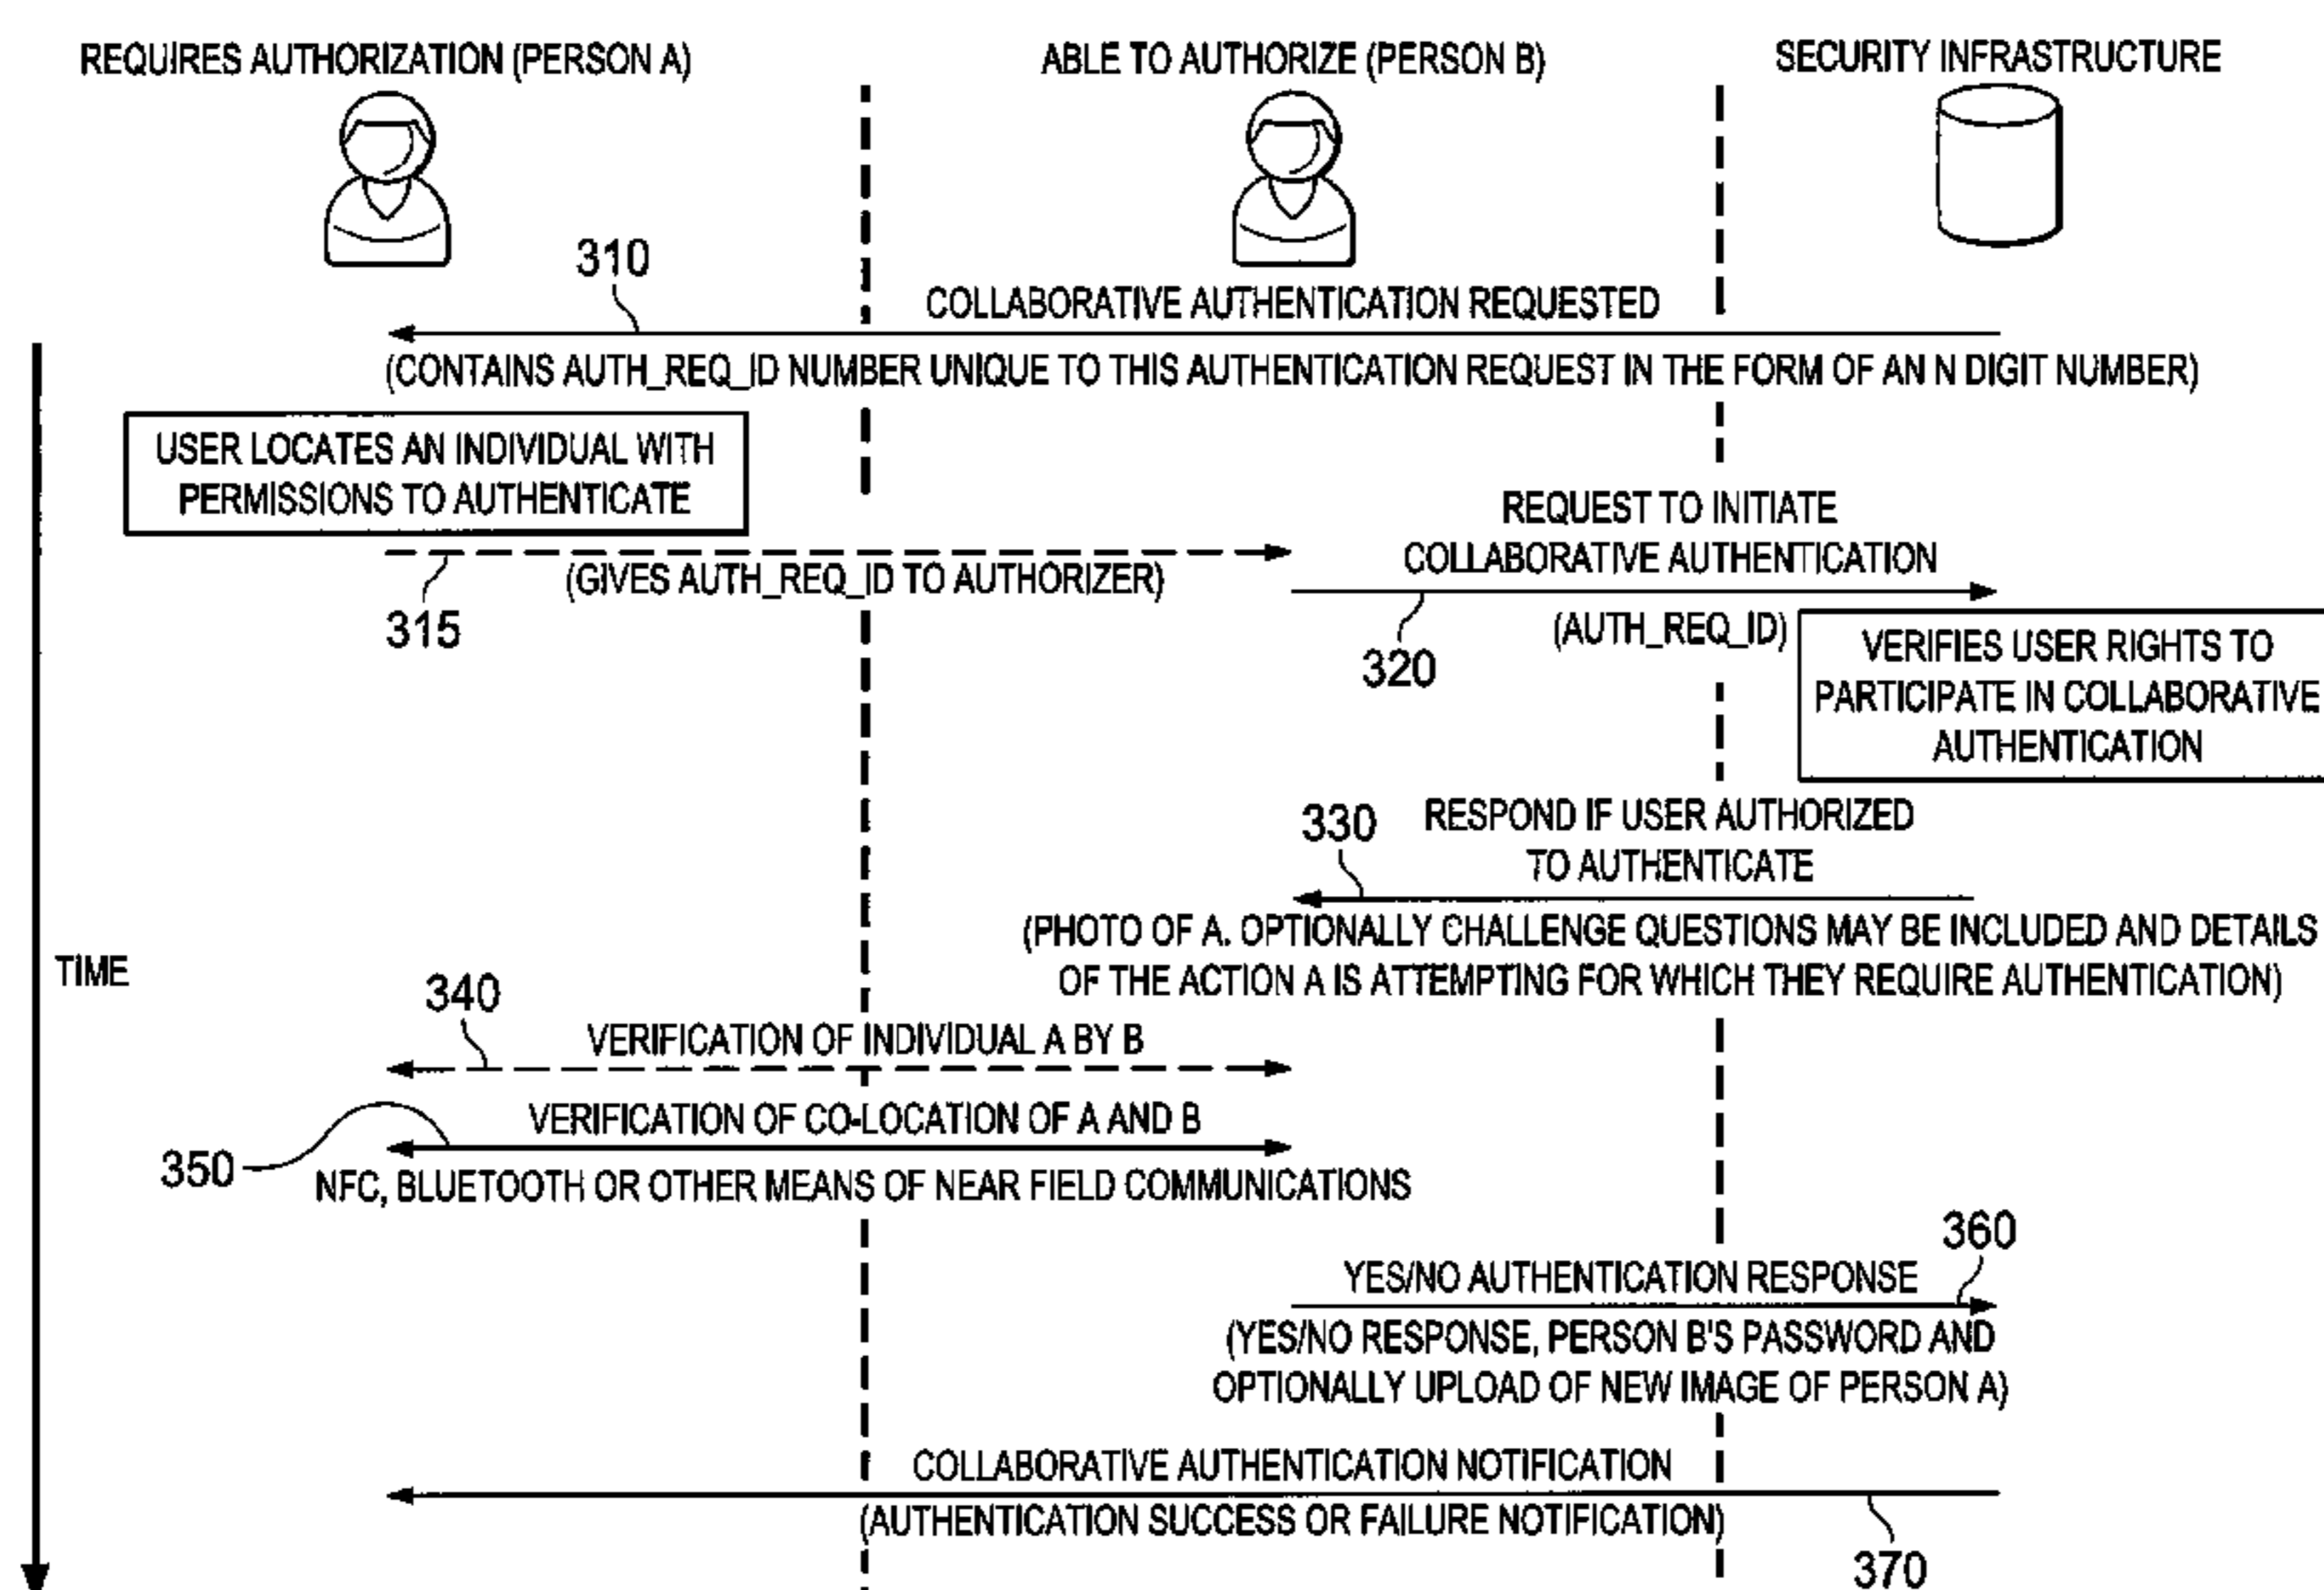 REQUIRES AUTHORIZATION (PERSON A)
ABLE TO AUTHORIZE (PERSON B)
SECURITY INFRASTRUCTURE
310
COLLABORATIVE AUTHENTICATION REQUESTED
(CONTAINS AUTH_REQ_ID NUMBER UNIQUE TO THIS AUTHENTICATION REQUEST IN THE FORM OF AN N DIGIT NUMBER)
USER LOCATES AN INDIVIDUAL WITH
PERMISSIONS TO AUTHENTICATE
(GIVES AUTH_REQ_ID TO AUTHORIZER)
315
REQUEST TO INITIATE
COLLABORATIVE AUTHENTICATION
(AUTH_REQ_ID)
320
VERIFIES USER RIGHTS TO
PARTICIPATE IN COLLABORATIVE
AUTHENTICATION
330
RESPOND IF USER AUTHORIZED
TO AUTHENTICATE
(PHOTO OF A. OPTIONALLY CHALLENGE QUESTIONS MAY BE INCLUDED AND DETAILS
OF THE ACTION A IS ATTEMPTING FOR WHICH THEY REQUIRE AUTHENTICATION)
TIME
340
VERIFICATION OF INDIVIDUAL A BY B
VERIFICATION OF CO-LOCATION OF A AND B
350
NFC, BLUETOOTH OR OTHER MEANS OF NEAR FIELD COMMUNICATIONS
360
YES/NO AUTHENTICATION RESPONSE
(YES/NO RESPONSE, PERSON B'S PASSWORD AND
OPTIONALLY UPLOAD OF NEW IMAGE OF PERSON A)
COLLABORATIVE AUTHENTICATION NOTIFICATION
(AUTHENTICATION SUCCESS OR FAILURE NOTIFICATION)
370